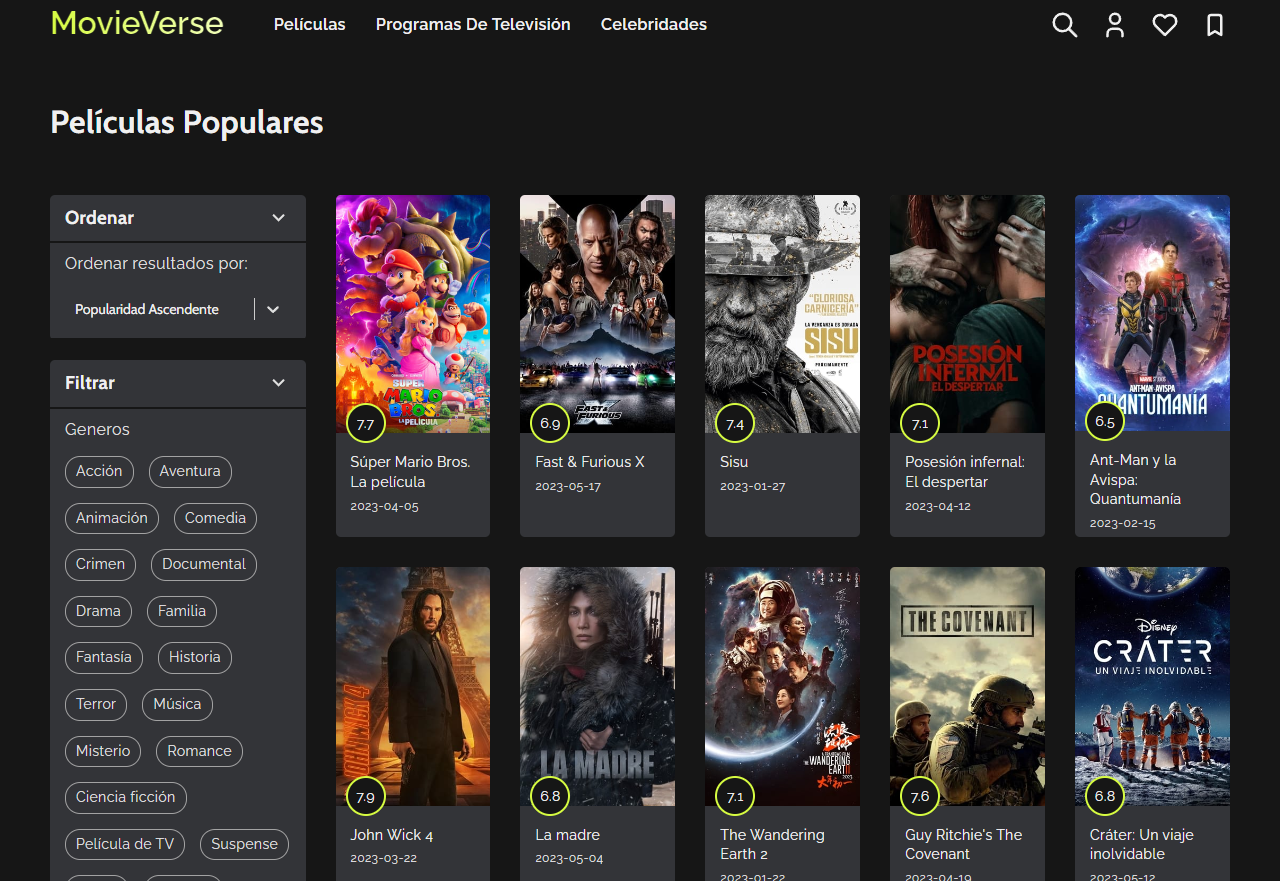 MovieVerse
Películas
Programas De Televisión
Celebridades
Películas Populares
Ordenar
Ordenar resultados por:
Popularidad Ascendente
Filtrar
Generos
Acción
Aventura
Animación
Comedia
Crimen
Documental
Drama
Familia
Fantasía
Historia
Terror
Música
Misterio
Romance
Ciencia ficción
Película de TV
Suspense
SUPER
MARIO
BROS.
LA PELÍCULA
7.7
Súper Mario Bros.
La película
2023-04-05
FAST & FURIOUS
6.9
Fast & Furious X
2023-05-17
"GLORIOSA
CARNICERÍA"
LA VENGANZA ES DORADA
SISU
PRÓXIMAMENTE
7.4
Sisu
2023-01-27
POSESIÓN
INFERNAL
EL DESPERTAR
7.1
Posesión infernal:
El despertar
2023-04-12
MARVEL STUDIOS
ANT-MAN Y LA AVISPA
QUANTUMANÍA
6.5
Ant-Man y la
Avispa:
Quantumanía
2023-02-15
JOHN WICK 4
7.9
John Wick 4
2023-03-22
LA MADRE
6.8
La madre
2023-05-04
THE WANDERING
EARTH II
7.1
The Wandering
Earth 2
2023-01-22
THE COVENANT
7.6
Guy Ritchie's The
Covenant
2023-04-19
Disney
CRÁTER
UN VIAJE INOLVIDABLE
6.8
Cráter: Un viaje
inolvidable
2023-05-12